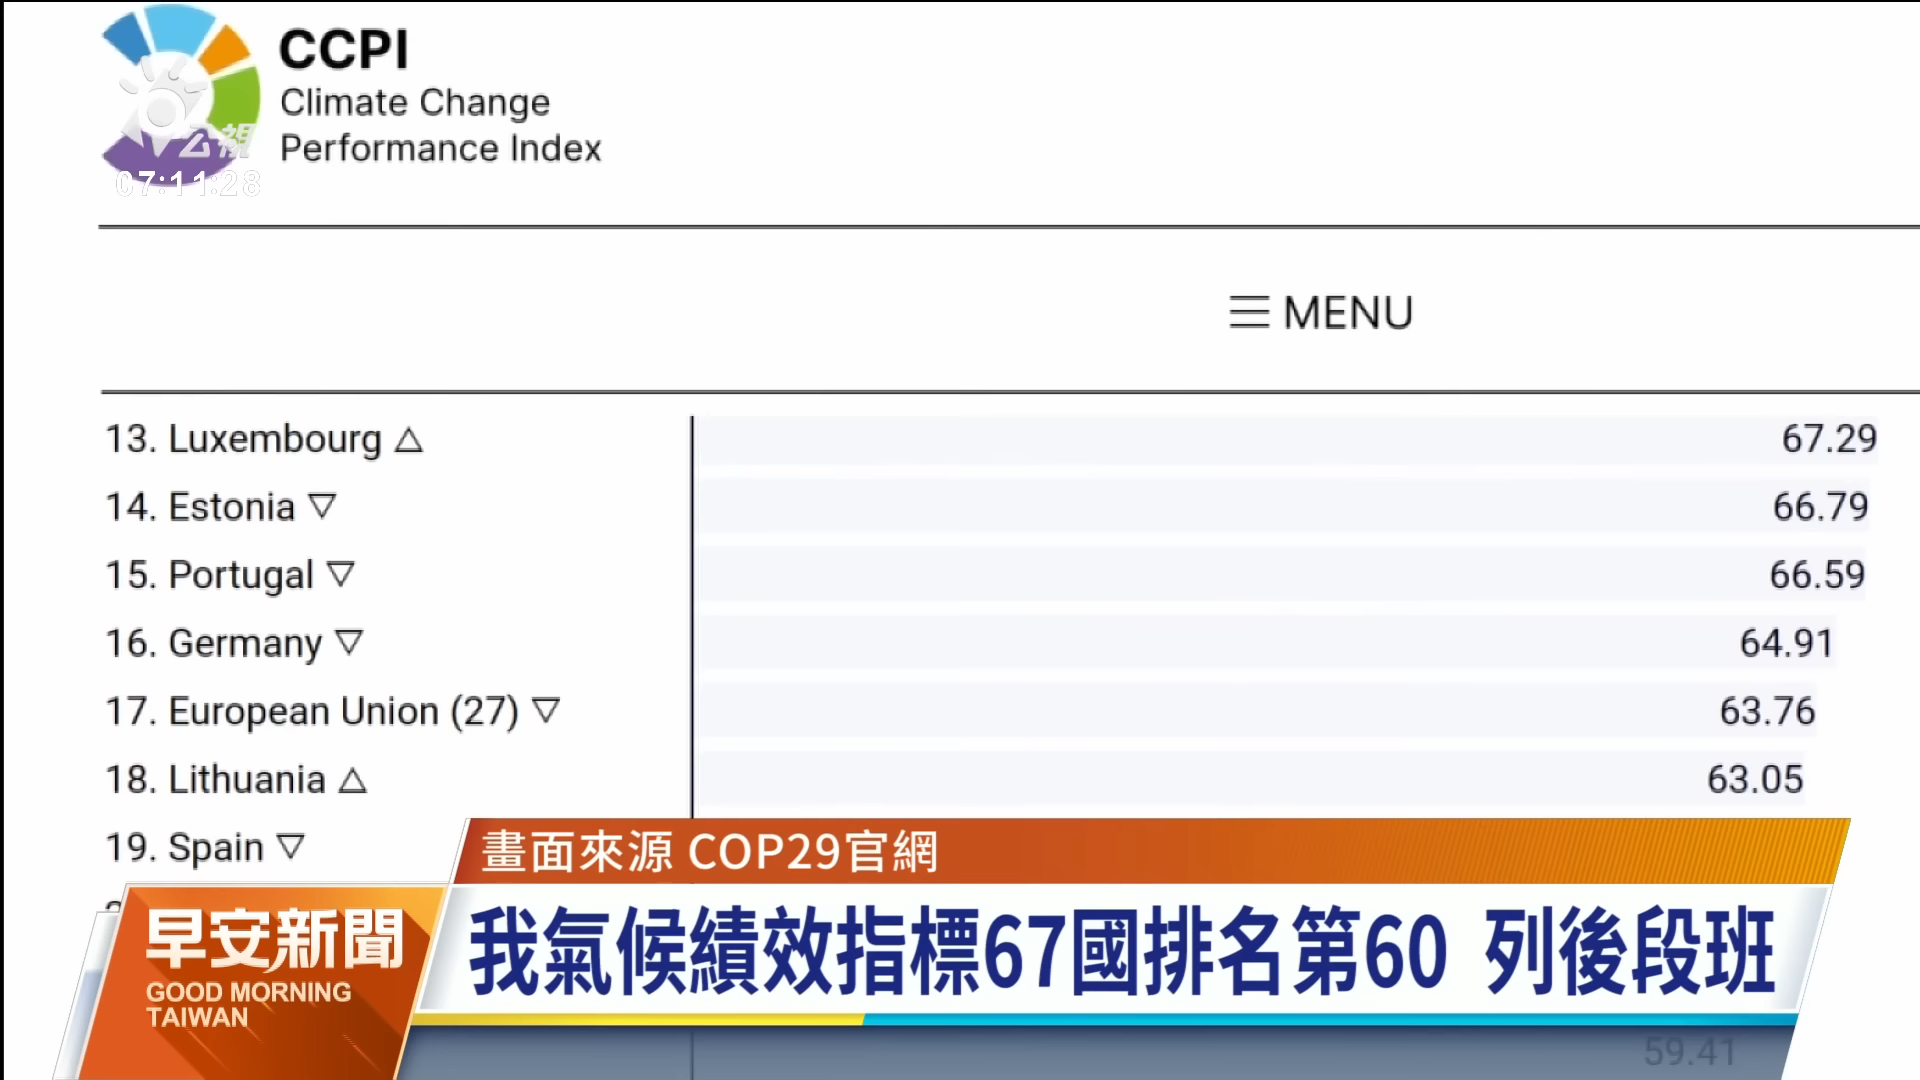 CCPI
Climate Change
Performance Index
公視
07:11:28
MENU
13. Luxembourg △ 67.29
14. Estonia ▽ 66.79
15. Portugal ▽ 66.59
16. Germany ▽ 64.91
17. European Union (27) ▽ 63.76
18. Lithuania △ 63.05
19. Spain ▽
畫面來源 COP29官網
早安新聞
GOOD MORNING
TAIWAN
我氣候績效指標67國排名第60 列後段班
59.41